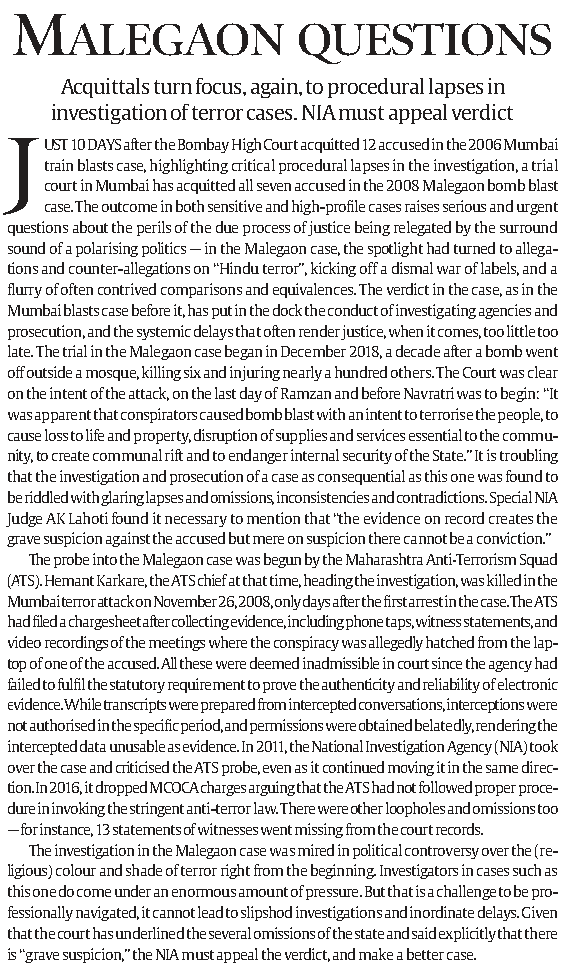 MALEGAON QUESTIONS
Acquittals turn focus, again, to procedural lapses in
investigation of terror cases. NIA must appeal verdict
JUST 10 DAYS after the Bombay High Court acquitted 12 accused in the 2006 Mumbai
train blasts case, highlighting critical procedural lapses in the investigation, a trial
court in Mumbai has acquitted all seven accused in the 2008 Malegaon bomb blast
case. The outcome in both sensitive and high-profile cases raises serious and urgent
questions about the perils of the due process of justice being relegated by the surround
sound of a polarising politics — in the Malegaon case, the spotlight had turned to allega-
tions and counter-allegations on “Hindu terror”, kicking off a dismal war of labels, and a
flurry of often contrived comparisons and equivalences. The verdict in the case, as in the
Mumbai blasts case before it, has put in the dock the conduct of investigating agencies and
prosecution, and the systemic delays that often render justice, when it comes, too little too
late. The trial in the Malegaon case began in December 2018, a decade after a bomb went
off outside a mosque, killing six and injuring nearly a hundred others. The Court was clear
on the intent of the attack, on the last day of Ramzan and before Navratri was to begin: “It
was apparent that conspirators caused bomb blast with an intent to terrorise the people, to
cause loss to life and property, disruption of supplies and services essential to the commu-
nity, to create communal rift and to endanger internal security of the State.” It is troubling
that the investigation and prosecution of a case as consequential as this one was found to
be riddled with glaring lapses and omissions, inconsistencies and contradictions. Special NIA
Judge AK Lahoti found it necessary to mention that “the evidence on record creates the
grave suspicion against the accused but mere on suspicion there cannot be a conviction.”
The probe into the Malegaon case was begun by the Maharashtra Anti-Terrorism Squad
(ATS). Hemant Karkare, the ATS chief at that time, heading the investigation, was killed in the
Mumbai terror attack on November 26, 2008, only days after the first arrest in the case. The ATS
had filed a chargesheet after collecting evidence, including phone taps, witness statements, and
video recordings of the meetings where the conspiracy was allegedly hatched from the lap-
top of one of the accused. All these were deemed inadmissible in court since the agency had
failed to fulfil the statutory requirement to prove the authenticity and reliability of electronic
evidence. While transcripts were prepared from intercepted conversations, interceptions were
not authorised in the specific period, and permissions were obtained belatedly, rendering the
intercepted data unusable as evidence. In 2011, the National Investigation Agency (NIA) took
over the case and criticised the ATS probe, even as it continued moving it in the same direc-
tion. In 2016, it dropped MCOCA charges arguing that the ATS had not followed proper proce-
dure in invoking the stringent anti-terror law. There were other loopholes and omissions too
— for instance, 13 statements of witnesses went missing from the court records.
The investigation in the Malegaon case was mired in political controversy over the (re-
ligious) colour and shade of terror right from the beginning. Investigators in cases such as
this one do come under an enormous amount of pressure. But that is a challenge to be pro-
fessionally navigated, it cannot lead to slipshod investigations and inordinate delays. Given
that the court has underlined the several omissions of the state and said explicitly that there
is “grave suspicion,” the NIA must appeal the verdict, and make a better case.